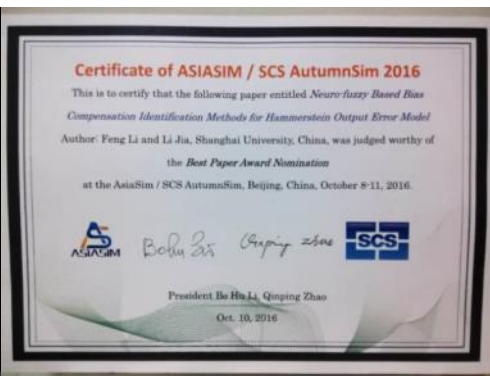 Certificate of ASIASIM / SCS AutumnSim 2016
This is to certify that the following paper entitled Neuro-fuzzy Based Bias
Compensation Identification Methods for Hammerstein Output Error Model
Author: Feng Li and Li Jia, Shanghai University, China, was judged worthy of
the Best Paper Award Nomination
at the AsiaSim / SCS AutumnSim, Beijing, China, October 8-11, 2016.
ASIASIM
Qinping Zhao
SCS
President Bo Hu Li, Qinping Zhao
Oct. 10, 2016